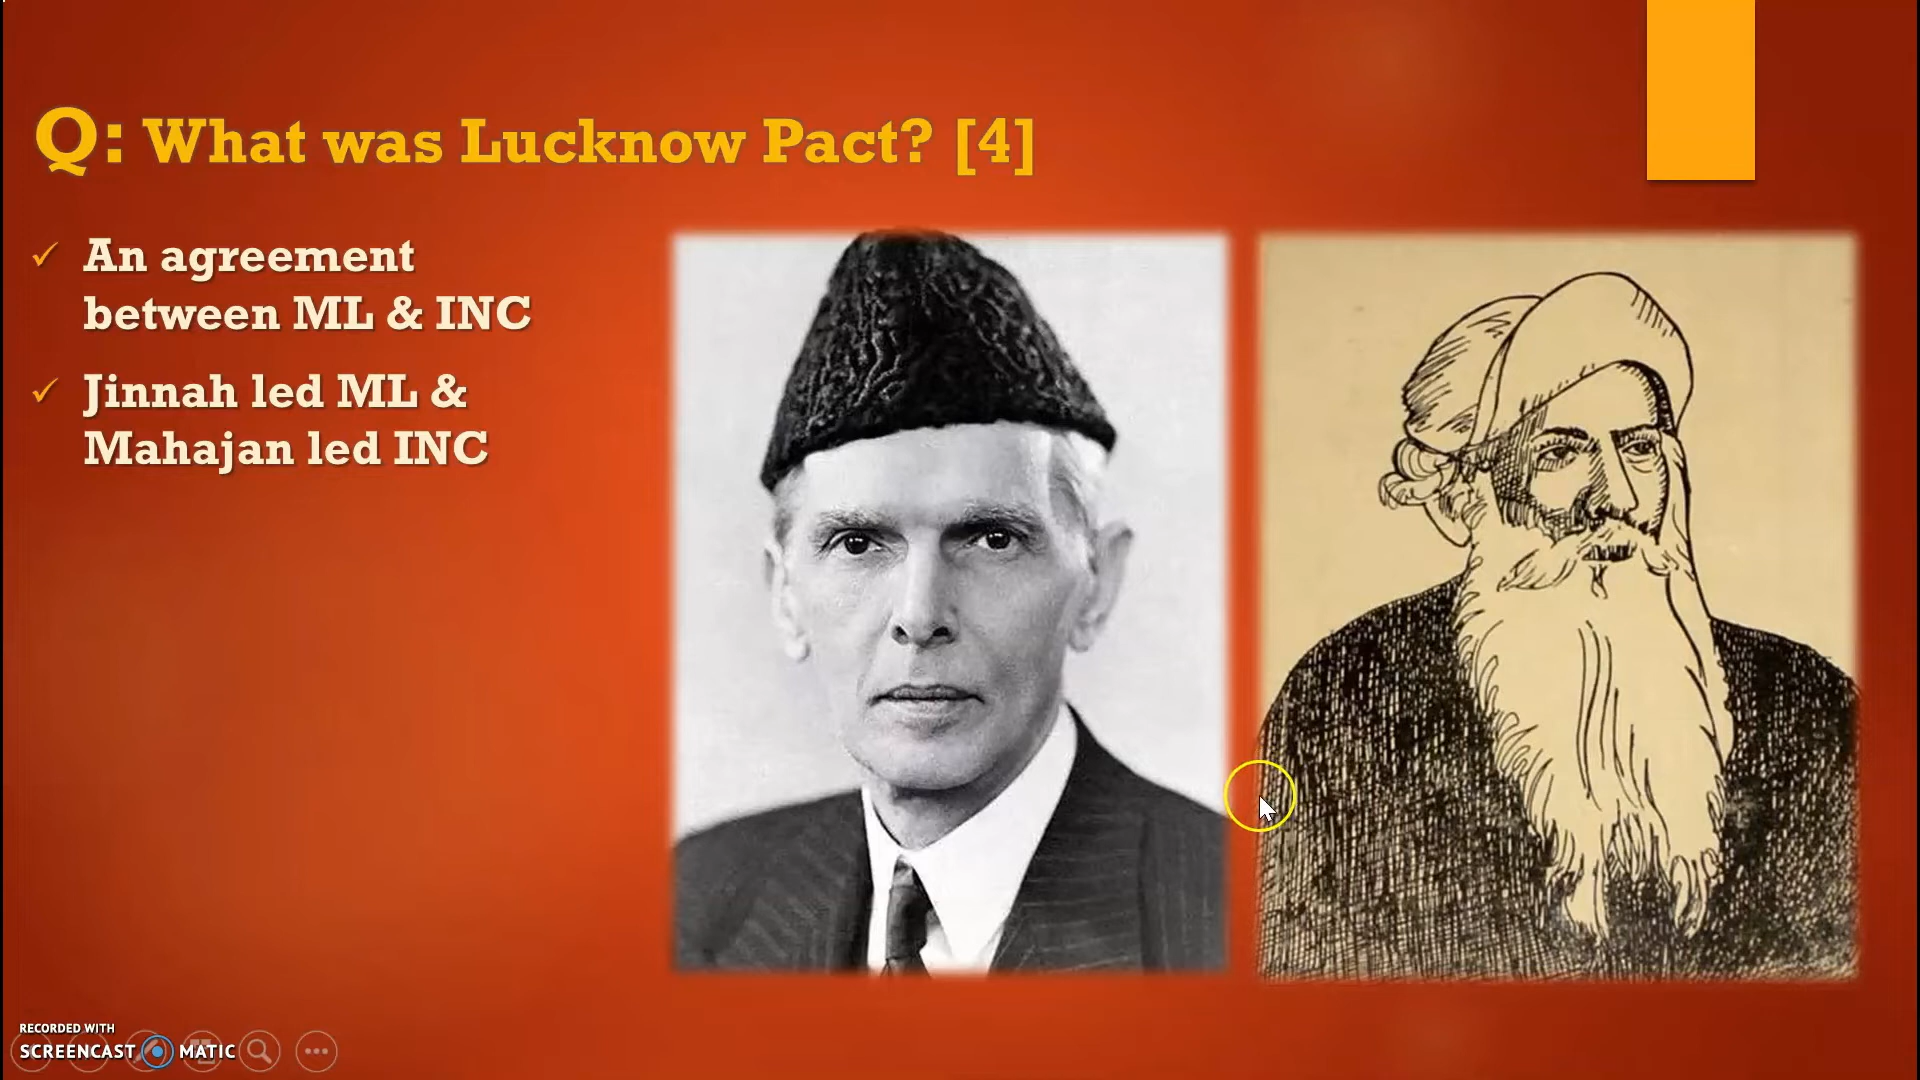 Q: What was Lucknow Pact? [4]
An agreement
between ML & INC
Jinnah led ML &
Mahajan led INC
RECORDED WITH
SCREENCAST MATIC